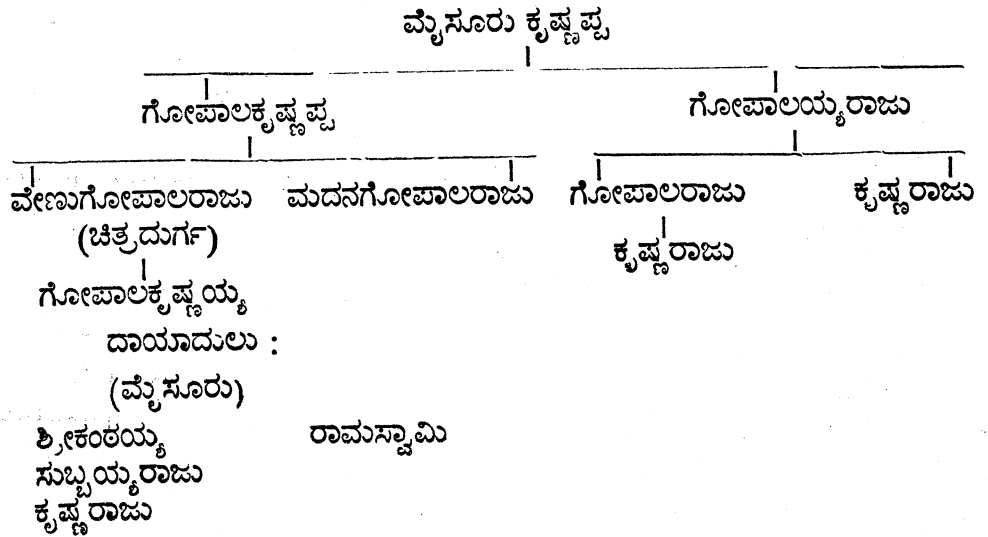 ಮೈಸೂರು ಕೃಷ್ಣಪ್ಪ
ಗೋಪಾಲಕೃಷ್ಣಪ್ಪ ಗೋಪಾಲಯ್ಯರಾಜು
ವೇಣುಗೋಪಾಲರಾಜು ಮದನಗೋಪಾಲರಾಜು ಗೋಪಾಲರಾಜು ಕೃಷ್ಣರಾಜು
(ಚಿತ್ರದುರ್ಗ) ಕೃಷ್ಣರಾಜು
ಗೋಪಾಲಕೃಷ್ಣಯ್ಯ
ದಾಯಾದುಲು :
(ಮೈಸೂರು)
ಶ್ರೀಕಂಠಯ್ಯ ರಾಮಸ್ವಾಮಿ
ಸುಬ್ಬಯ್ಯರಾಜು
ಕೃಷ್ಣರಾಜು